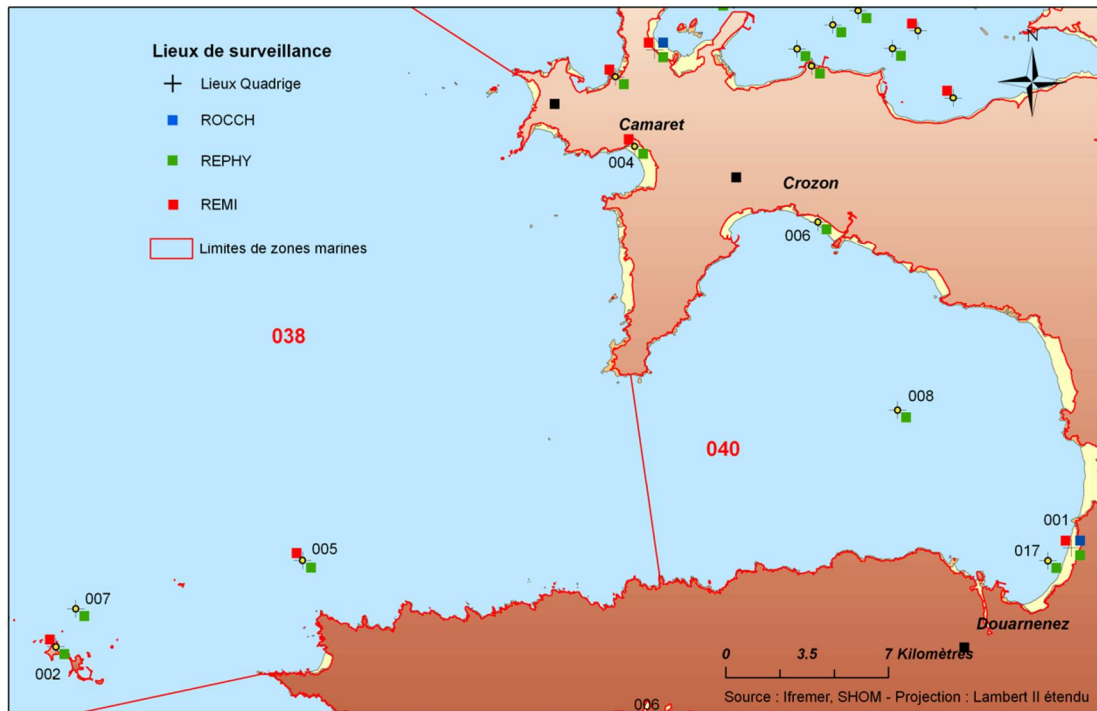 Lieux de surveillance
Lieux Quadrige
ROCCH
REPHY
REMI
Limites de zones marines
N
Camaret
004
Crozon
006
038
008
040
001
005
017
007
Douarnenez
002
0 3.5 7 Kilomètres
Source : Ifremer, SHOM - Projection : Lambert II étendu
006